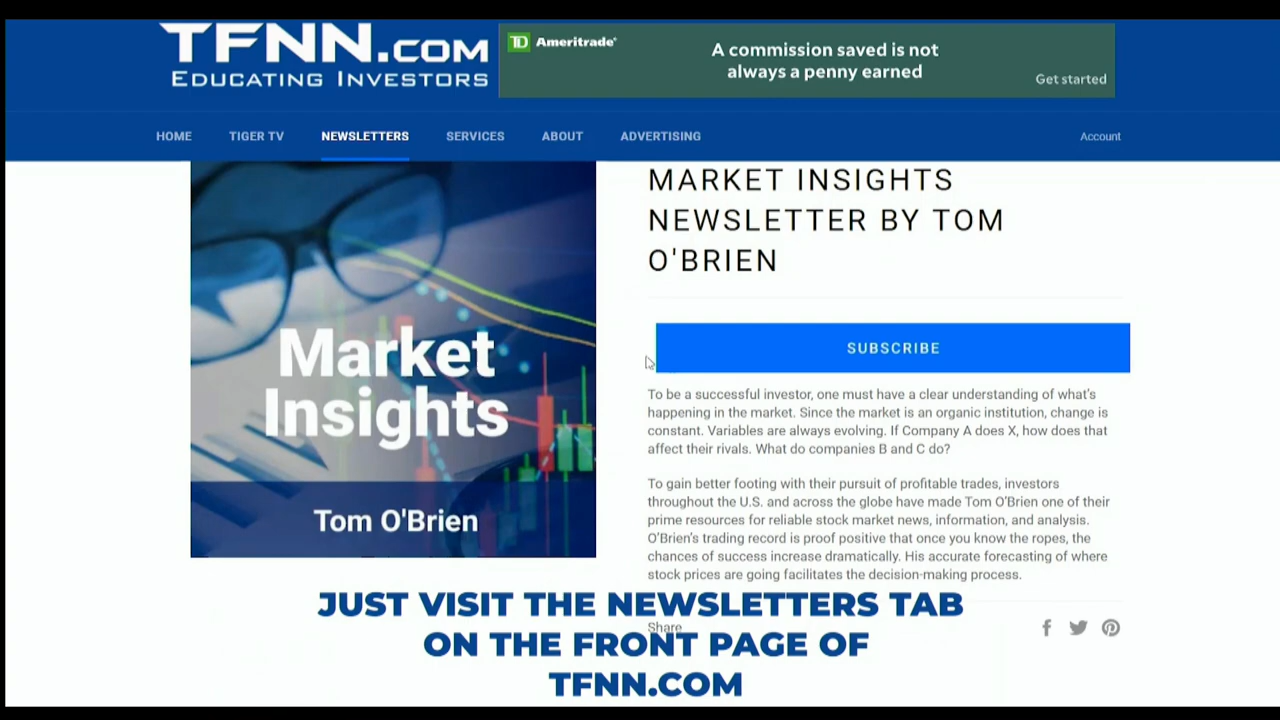 TFNN.COM
EDUCATING INVESTORS
TD Ameritrade
A commission saved is not
always a penny earned
Get started
HOME
TIGER TV
NEWSLETTERS
SERVICES
ABOUT
ADVERTISING
Account
Market
Insights
Tom O'Brien
MARKET INSIGHTS
NEWSLETTER BY TOM
O'BRIEN
SUBSCRIBE
To be a successful investor, one must have a clear understanding of what's
happening in the market. Since the market is an organic institution, change is
constant. Variables are always evolving. If Company A does X, how does that
affect their rivals. What do companies B and C do?
To gain better footing with their pursuit of profitable trades, investors
throughout the U.S. and across the globe have made Tom O'Brien one of their
prime resources for reliable stock market news, information, and analysis.
O'Brien's trading record is proof positive that once you know the ropes, the
chances of success increase dramatically. His accurate forecasting of where
stock prices are going facilitates the decision-making process.
Share
JUST VISIT THE NEWSLETTERS TAB
ON THE FRONT PAGE OF
TFNN.COM